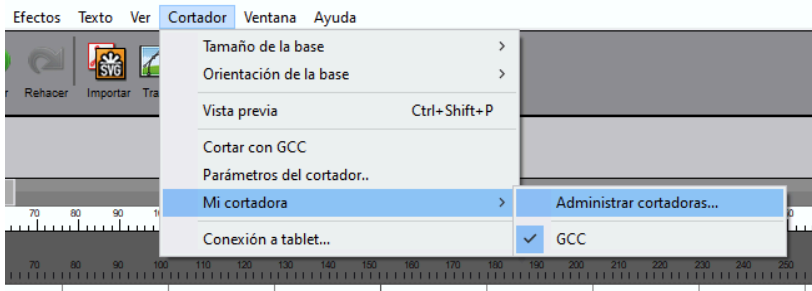 Efectos Texto Ver Cortador Ventana Ayuda
Tamaño de la base
Orientación de la base
Rehacer Importar Tra
Vista previa Ctrl+Shift+P
Cortar con GCC
Parámetros del cortador..
Mi cortadora Administrar cortadoras...
70 80 90
Conexión a tablet... GCC
70 80 90 100 110 120 130 140 150 160 170 180 190 200 210 220 230 240 250